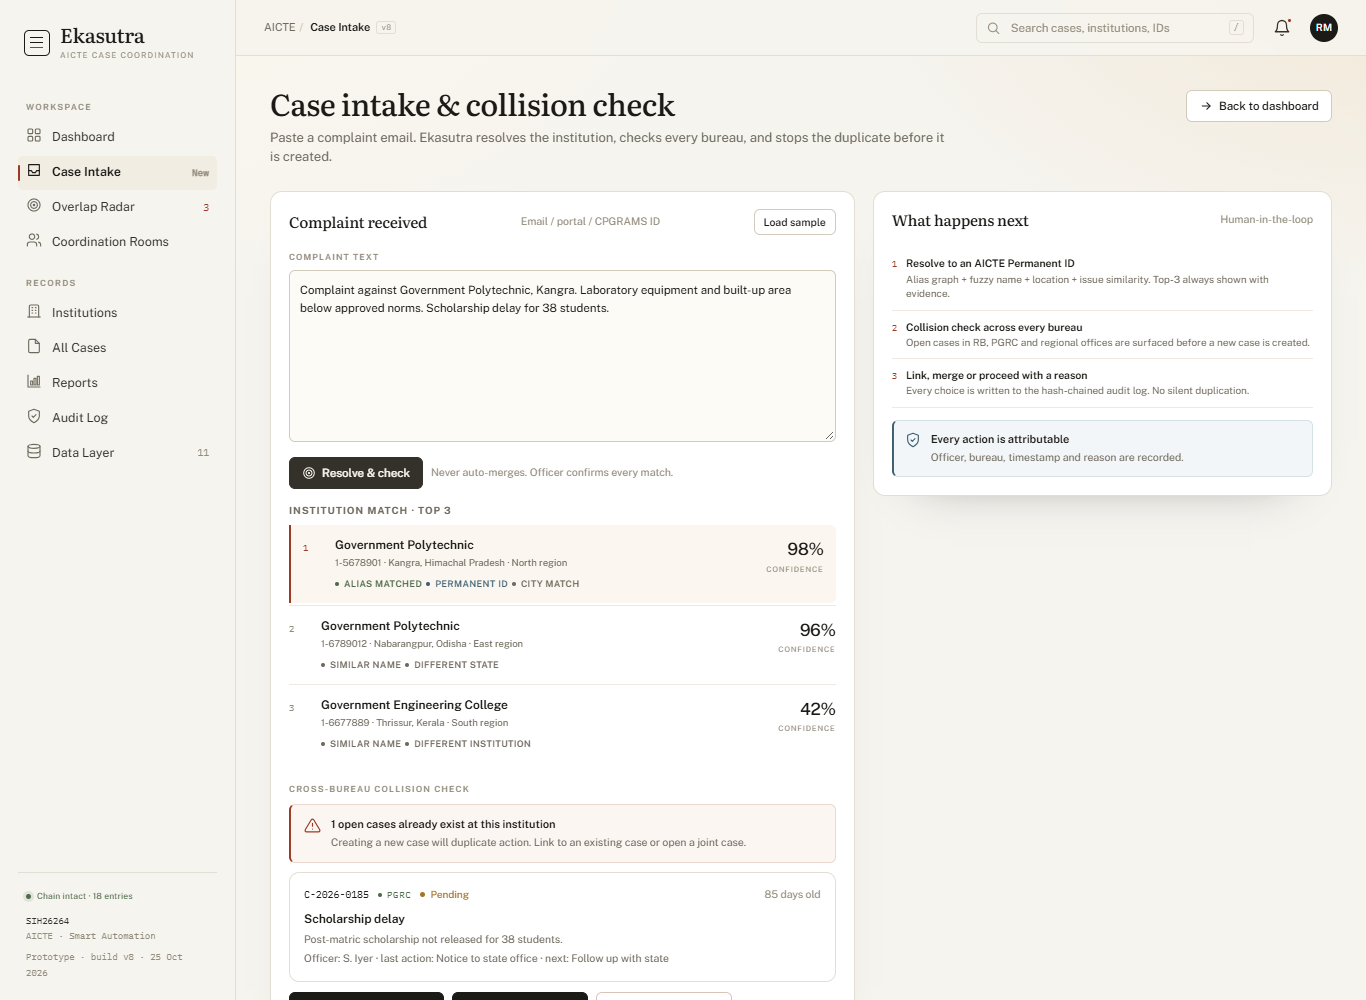 Ekasutra
AICTE CASE COORDINATION
WORKSPACE
Dashboard
Case Intake New
Overlap Radar 3
Coordination Rooms
RECORDS
Institutions
All Cases
Reports
Audit Log
Data Layer 11
Chain intact · 18 entries
SIH26264
AICTE · Smart Automation
Prototype · build v8 · 25 Oct
2026
AICTE / Case Intake v8
Search cases, institutions, IDs /
RM
Case intake & collision check
Paste a complaint email. Ekasutra resolves the institution, checks every bureau, and stops the duplicate before it
is created.
Back to dashboard
Complaint received
Email / portal / CPGRAMS ID
Load sample
COMPLAINT TEXT
Complaint against Government Polytechnic, Kangra. Laboratory equipment and built-up area
below approved norms. Scholarship delay for 38 students.
Resolve & check
Never auto-merges. Officer confirms every match.
INSTITUTION MATCH · TOP 3
1 Government Polytechnic 98%
1-5678901 · Kangra, Himachal Pradesh · North region CONFIDENCE
ALIAS MATCHED PERMANENT ID CITY MATCH
2 Government Polytechnic 96%
1-6789012 · Nabarangpur, Odisha · East region CONFIDENCE
SIMILAR NAME DIFFERENT STATE
3 Government Engineering College 42%
1-6677889 · Thrissur, Kerala · South region CONFIDENCE
SIMILAR NAME DIFFERENT INSTITUTION
CROSS-BUREAU COLLISION CHECK
1 open cases already exist at this institution
Creating a new case will duplicate action. Link to an existing case or open a joint case.
C-2026-0185 PGRC Pending 85 days old
Scholarship delay
Post-matric scholarship not released for 38 students.
Officer: S. Iyer · last action: Notice to state office · next: Follow up with state
What happens next
Human-in-the-loop
1 Resolve to an AICTE Permanent ID
Alias graph + fuzzy name + location + issue similarity. Top-3 always shown with
evidence.
2 Collision check across every bureau
Open cases in RB, PGRC and regional offices are surfaced before a new case is created.
3 Link, merge or proceed with a reason
Every choice is written to the hash-chained audit log. No silent duplication.
Every action is attributable
Officer, bureau, timestamp and reason are recorded.